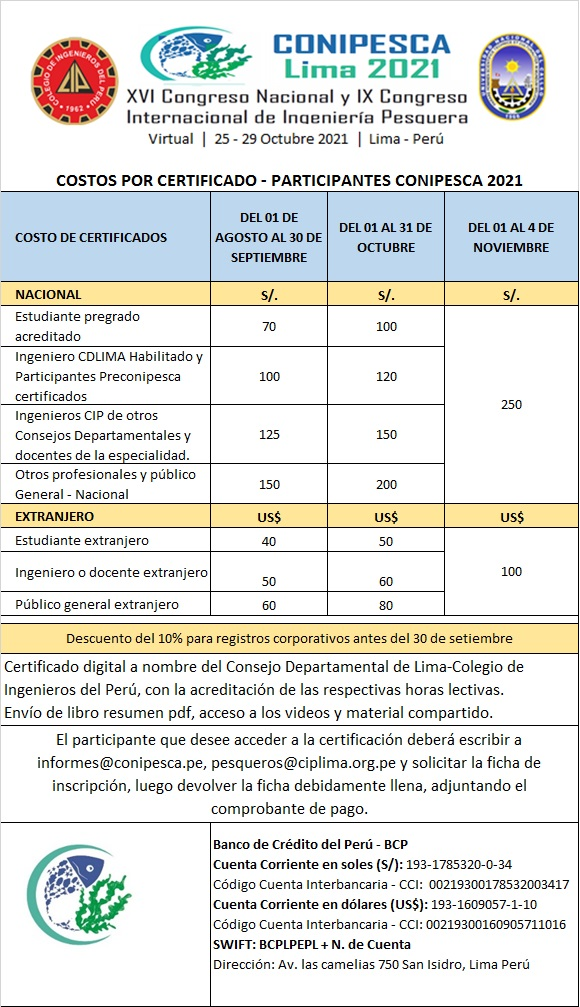 COLEGIO DE INGENIEROS DEL PERU
CIP
1962
CONIPESCA
Lima 2021
XVI Congreso Nacional y IX Congreso
Internacional de Ingeniería Pesquera
Virtual | 25 - 29 Octubre 2021 | Lima - Perú
COSTOS POR CERTIFICADO - PARTICIPANTES CONIPESCA 2021
COSTO DE CERTIFICADOS
DEL 01 DE
AGOSTO AL 30 DE
SEPTIEMBRE
DEL 01 AL 31 DE
OCTUBRE
DEL 01 AL 4 DE
NOVIEMBRE
NACIONAL S/. S/. S/.
Estudiante pregrado
acreditado
70 100
Ingeniero CDLIMA Habilitado y
Participantes Preconipesca
certificados
100 120
250
Ingenieros CIP de otros
Consejos Departamentales y
docentes de la especialidad.
125 150
Otros profesionales y público
General - Nacional
150 200
EXTRANJERO US$ US$ US$
Estudiante extranjero 40 50
Ingeniero o docente extranjero 50 60
100
Público general extranjero 60 80
Descuento del 10% para registros corporativos antes del 30 de setiembre
Certificado digital a nombre del Consejo Departamental de Lima-Colegio de
Ingenieros del Perú, con la acreditación de las respectivas horas lectivas.
Envío de libro resumen pdf, acceso a los videos y material compartido.
El participante que desee acceder a la certificación deberá escribir a
informes@conipesca.pe, pesqueros@ciplima.org.pe y solicitar la ficha de
inscripción, luego devolver la ficha debidamente llena, adjuntando el
comprobante de pago.
Banco de Crédito del Perú - BCP
Cuenta Corriente en soles (S/): 193-1785320-0-34
Código Cuenta Interbancaria - CCI: 00219300178532003417
Cuenta Corriente en dólares (US$): 193-1609057-1-10
Código Cuenta Interbancaria - CCI: 00219300160905711016
SWIFT: BCPLPEPL + N. de Cuenta
Dirección: Av. las camelias 750 San Isidro, Lima Perú